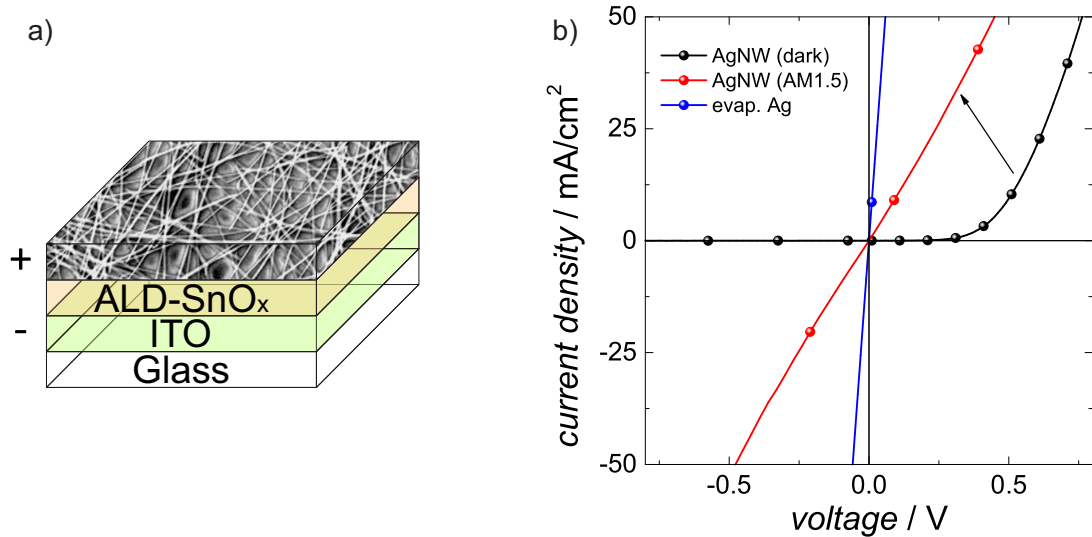 a)
+
-
ALD-SnOₓ
ITO
Glass
b)
50
25
0
-25
-50
current density / mA/cm²
AgNW (dark)
AgNW (AM1.5)
evap. Ag
-0.5
0.0
0.5
voltage / V